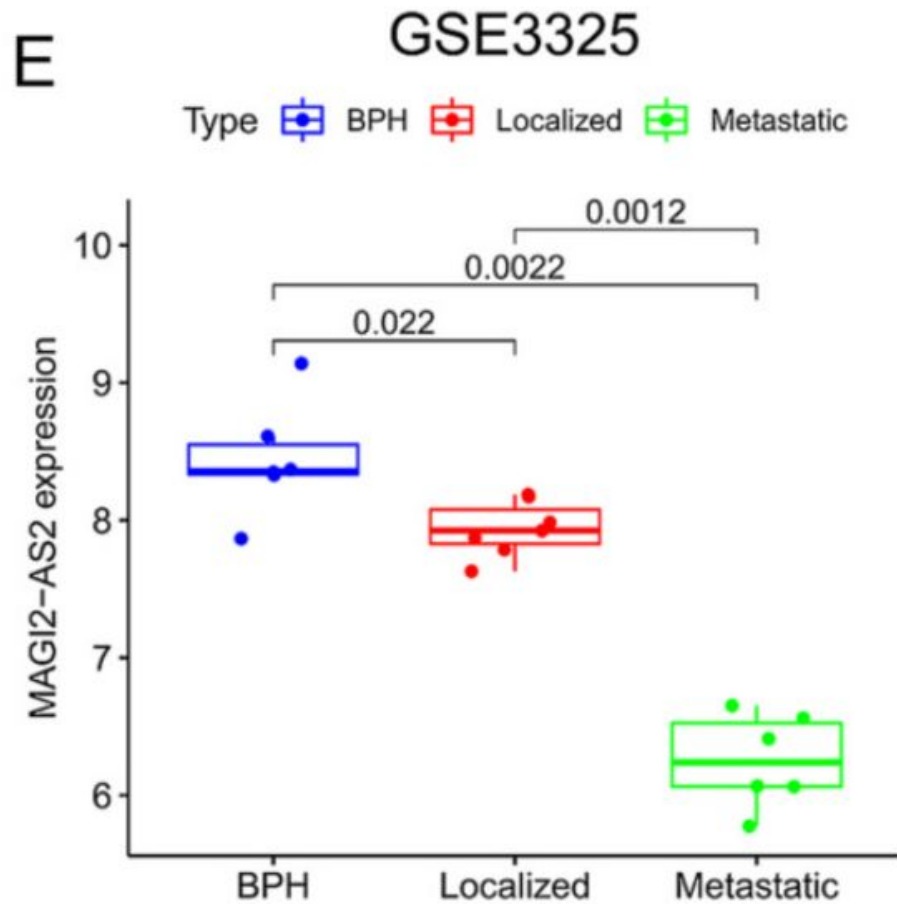 E
GSE3325
Type BPH Localized Metastatic
0.0012
10
0.0022
0.022
9
8
7
6
MAGI2−AS2 expression
BPH Localized Metastatic